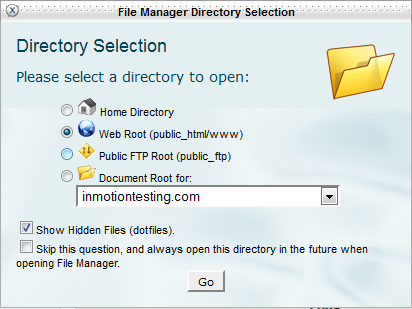 File Manager Directory Selection
Directory Selection
Please select a directory to open:
Home Directory
Web Root (public_html/www)
Public FTP Root (public_ftp)
Document Root for:
inmotiontesting.com
Show Hidden Files (dotfiles).
Skip this question, and always open this directory in the future when
opening File Manager.
Go